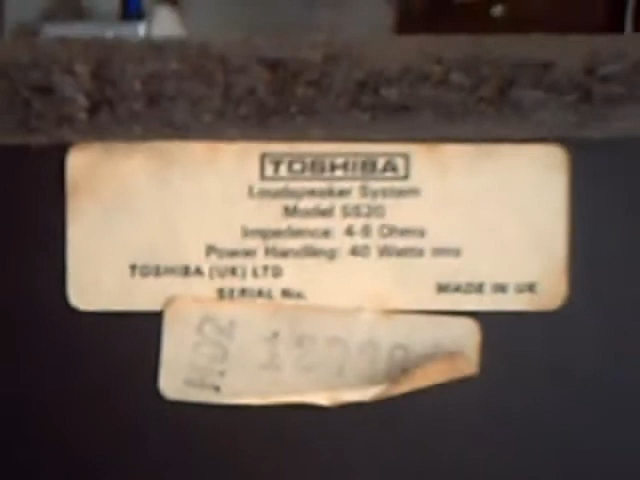 TOSHIBA
Loudspeaker System
Model SS20
Impedance: 4-8 Ohms
Power Handling: 40 Watts rms
TOSHIBA (UK) LTD
SERIAL No. MADE IN UK
H02